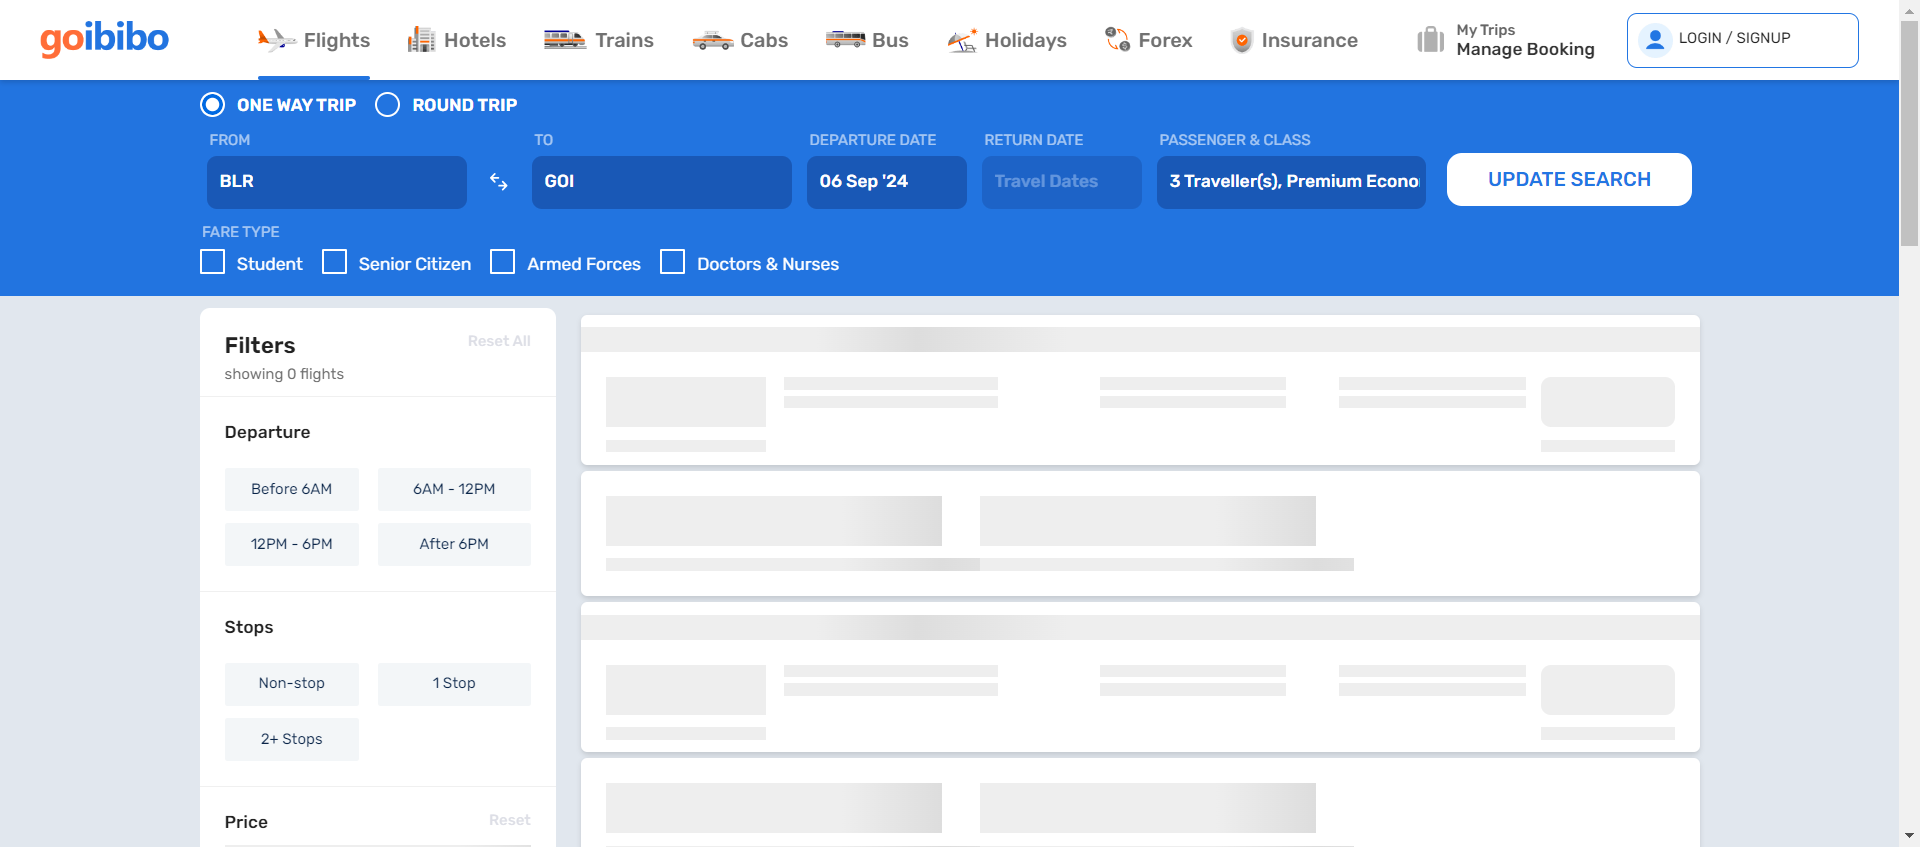 goibibo
Flights
Hotels
Trains
Cabs
Bus
Holidays
Forex
Insurance
My Trips
Manage Booking
LOGIN / SIGNUP
ONE WAY TRIP
ROUND TRIP
FROM
TO
DEPARTURE DATE
RETURN DATE
PASSENGER & CLASS
BLR
GOI
06 Sep '24
Travel Dates
3 Traveller(s), Premium Econo
UPDATE SEARCH
FARE TYPE
Student
Senior Citizen
Armed Forces
Doctors & Nurses
Filters
Reset All
showing 0 flights
Departure
Before 6AM
6AM - 12PM
12PM - 6PM
After 6PM
Stops
Non-stop
1 Stop
2+ Stops
Price
Reset